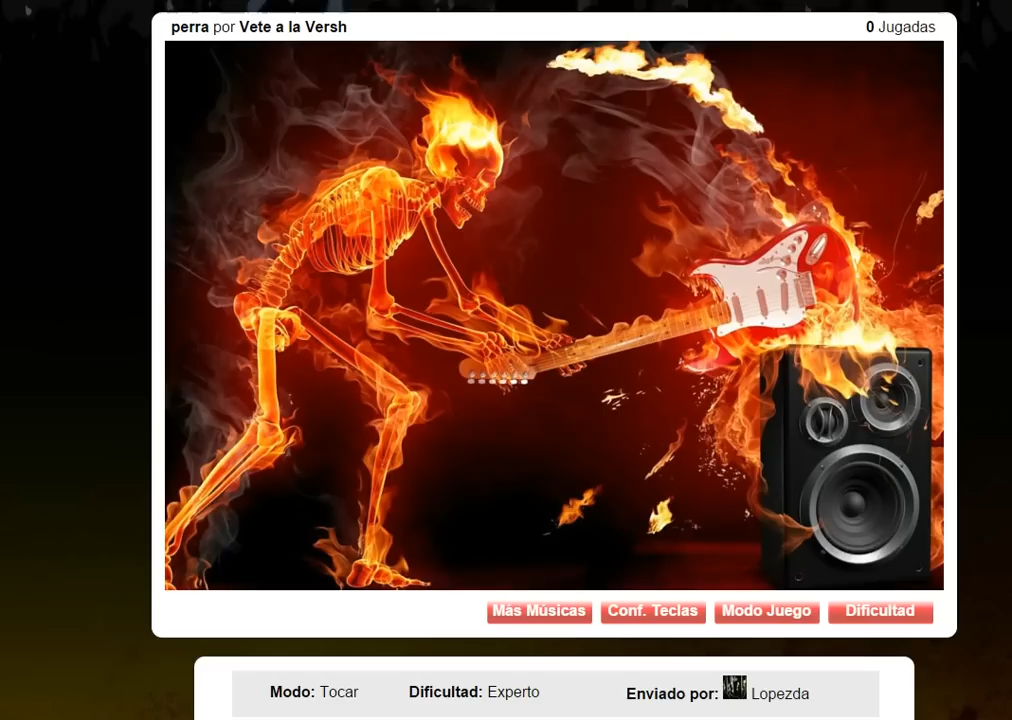 perra por Vete a la Versh 0 Jugadas
Más Músicas Conf. Teclas Modo Juego Dificultad
Modo: Tocar Dificultad: Experto Enviado por: Lopezda